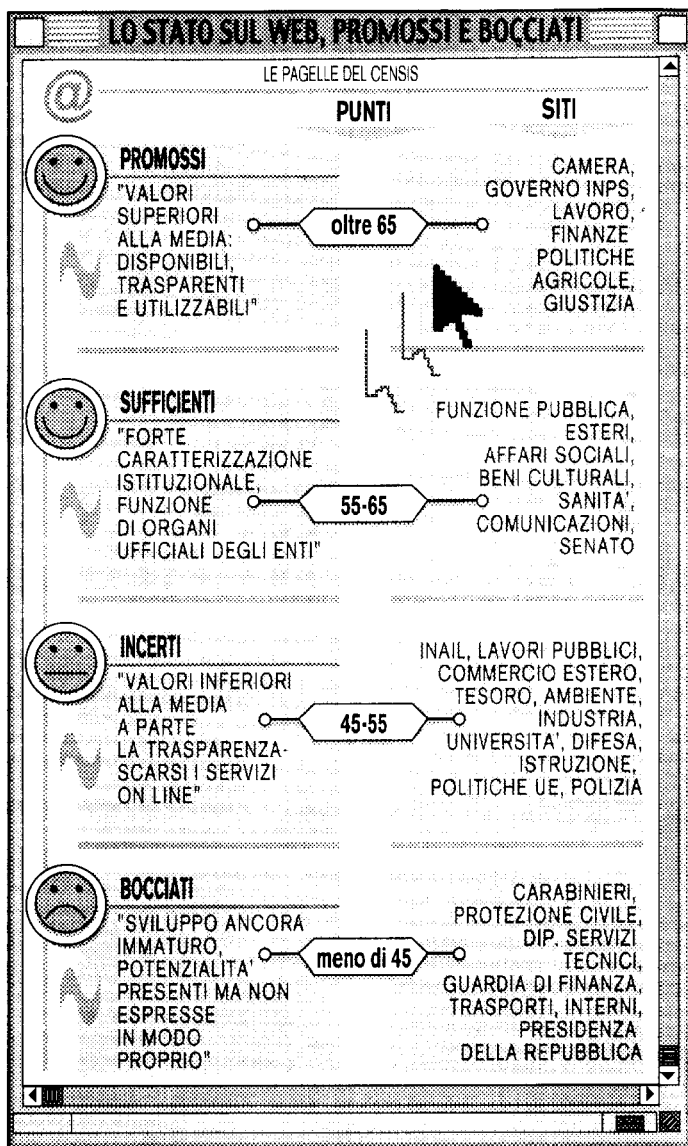 LO STATO SUL WEB, PROMOSSI E BOCCIATI
@
LE PAGELLE DEL CENSIS
PUNTI
SITI
PROMOSSI
"VALORI
SUPERIORI
ALLA MEDIA:
DISPONIBILI,
TRASPARENTI
E UTILIZZABILI"
oltre 65
CAMERA,
GOVERNO INPS,
LAVORO,
FINANZE
POLITICHE
AGRICOLE,
GIUSTIZIA
SUFFICIENTI
"FORTE
CARATTERIZZAZIONE
ISTITUZIONALE,
FUNZIONE
DI ORGANI
UFFICIALI DEGLI ENTI"
55-65
FUNZIONE PUBBLICA,
ESTERI,
AFFARI SOCIALI,
BENI CULTURALI,
SANITA',
COMUNICAZIONI,
SENATO
INCERTI
"VALORI INFERIORI
ALLA MEDIA
A PARTE
LA TRASPARENZA-
SCARSI I SERVIZI
ON LINE"
45-55
INAIL, LAVORI PUBBLICI,
COMMERCIO ESTERO,
TESORO, AMBIENTE,
INDUSTRIA,
UNIVERSITA', DIFESA,
ISTRUZIONE,
POLITICHE UE, POLIZIA
BOCCIATI
"SVILUPPO ANCORA
IMMATURO,
POTENZIALITA'
PRESENTI MA NON
ESPRESSE
IN MODO
PROPRIO"
meno di 45
CARABINIERI,
PROTEZIONE CIVILE,
DIP. SERVIZI
TECNICI,
GUARDIA DI FINANZA,
TRASPORTI, INTERNI,
PRESIDENZA
DELLA REPUBBLICA